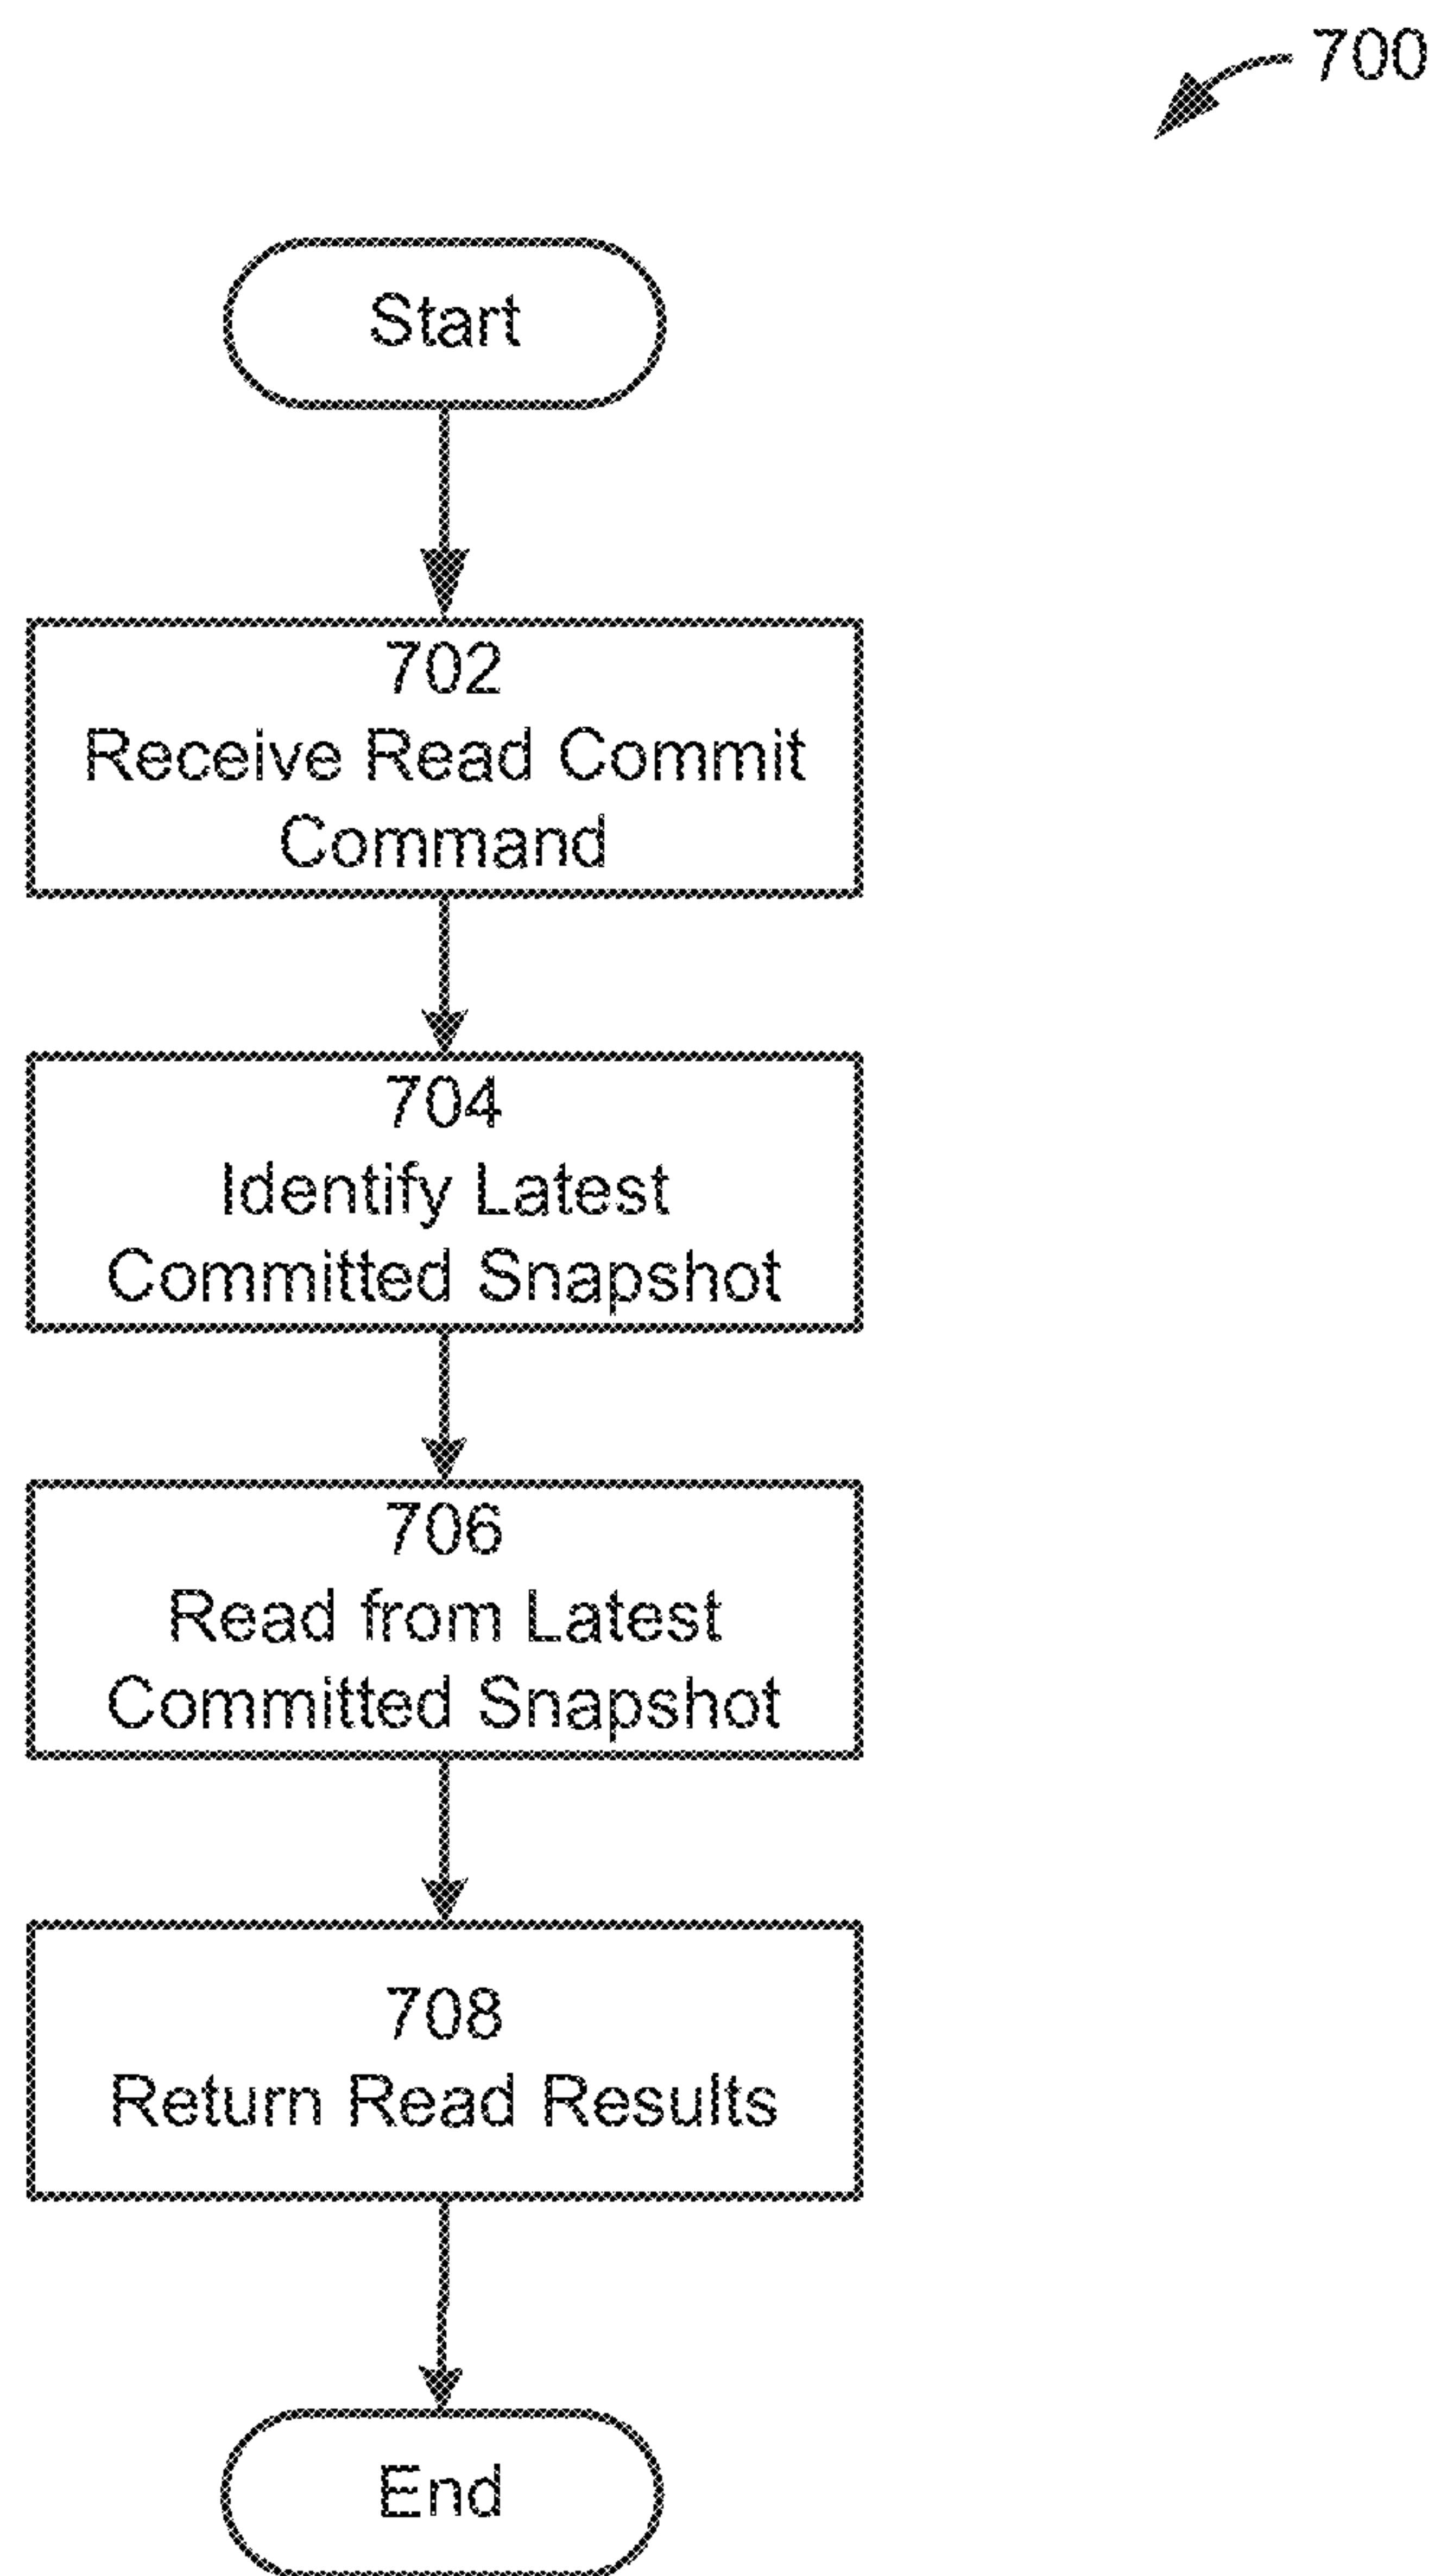 700
Start
702
Receive Read Commit
Command
704
Identify Latest
Committed Snapshot
706
Read from Latest
Committed Snapshot
708
Return Read Results
End